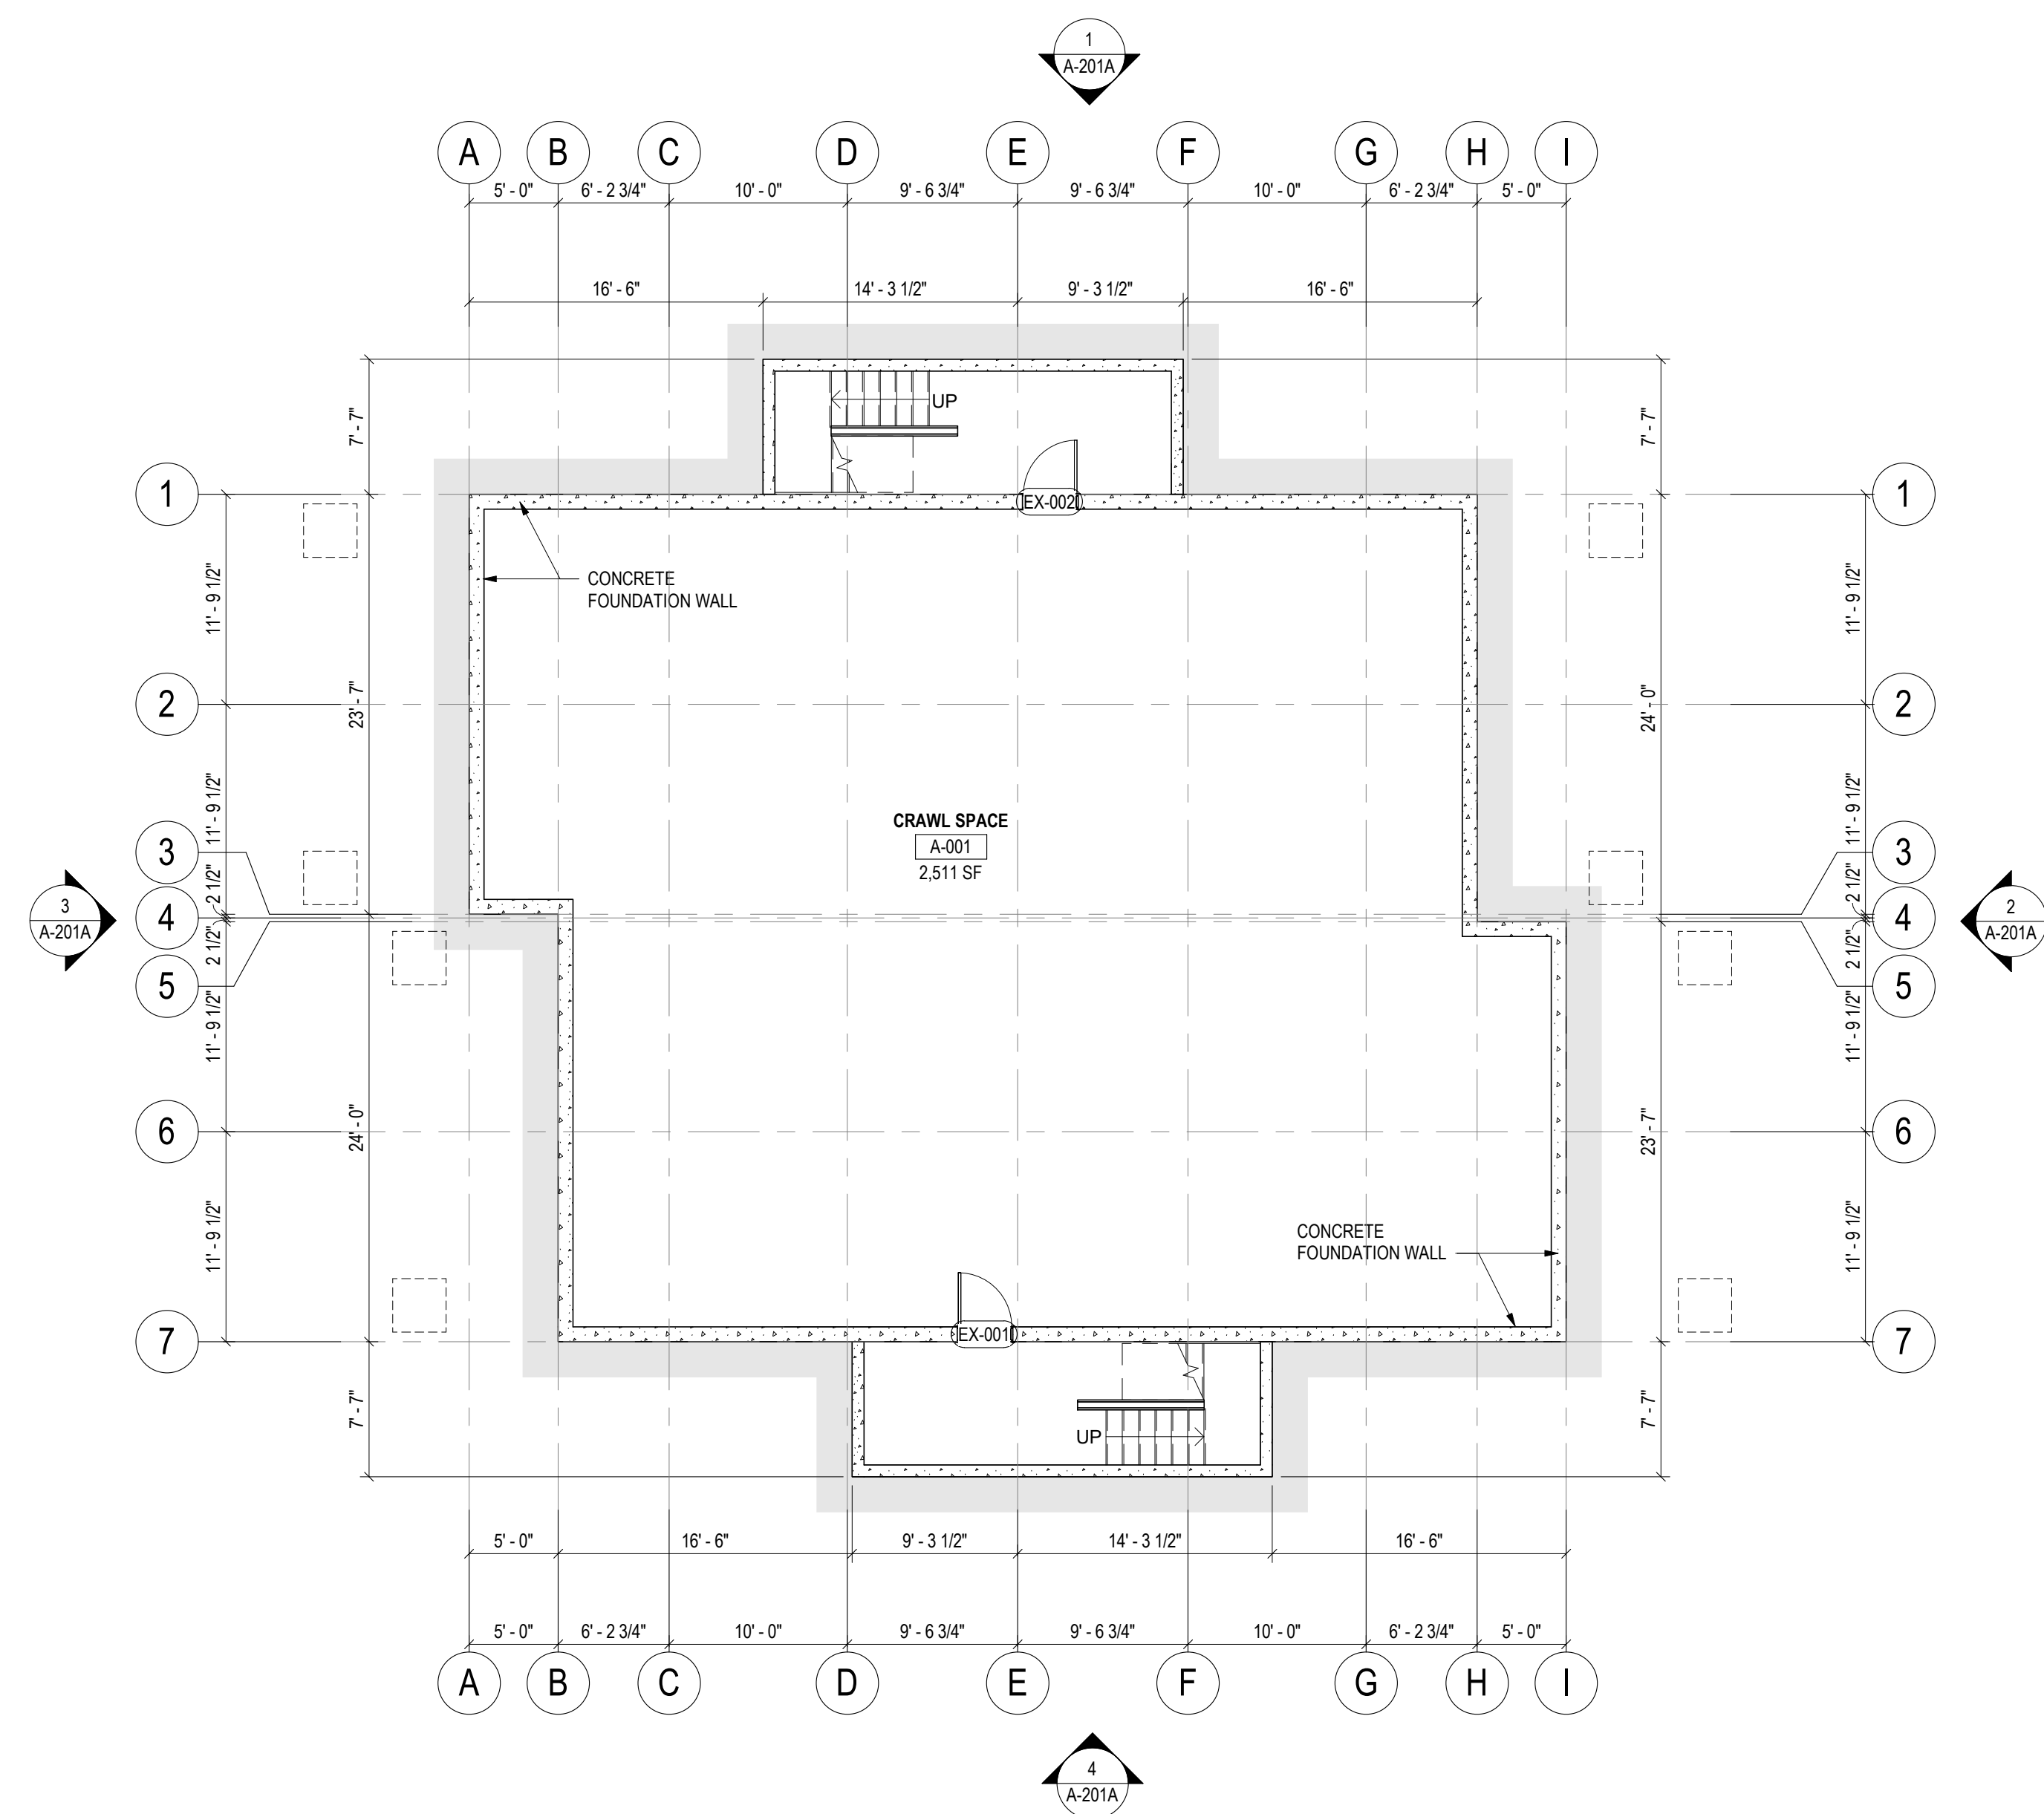 1
A-201A
A B C D E F G H I
5' - 0" 6' - 2 3/4" 10' - 0" 9' - 6 3/4" 9' - 6 3/4" 10' - 0" 6' - 2 3/4" 5' - 0"
16' - 6" 14' - 3 1/2" 9' - 3 1/2" 16' - 6"
7' - 7" 7' - 7"
UP
1 1
EX-002
CONCRETE
FOUNDATION WALL
11' - 9 1/2" 11' - 9 1/2"
2 2
23' - 7" 24' - 0"
11' - 9 1/2" 11' - 9 1/2"
CRAWL SPACE
A-001
2,511 SF
3 3
2 1/2" 2 1/2"
3
A-201A
4 4
2
A-201A
2 1/2" 2 1/2"
5 5
11' - 9 1/2" 11' - 9 1/2"
6 6
24' - 0" 23' - 7"
11' - 9 1/2" 11' - 9 1/2"
CONCRETE
FOUNDATION WALL
EX-001
7 7
7' - 7" 7' - 7"
UP
5' - 0" 16' - 6" 9' - 3 1/2" 14' - 3 1/2" 16' - 6"
5' - 0" 6' - 2 3/4" 10' - 0" 9' - 6 3/4" 9' - 6 3/4" 10' - 0" 6' - 2 3/4" 5' - 0"
A B C D E F G H I
4
A-201A